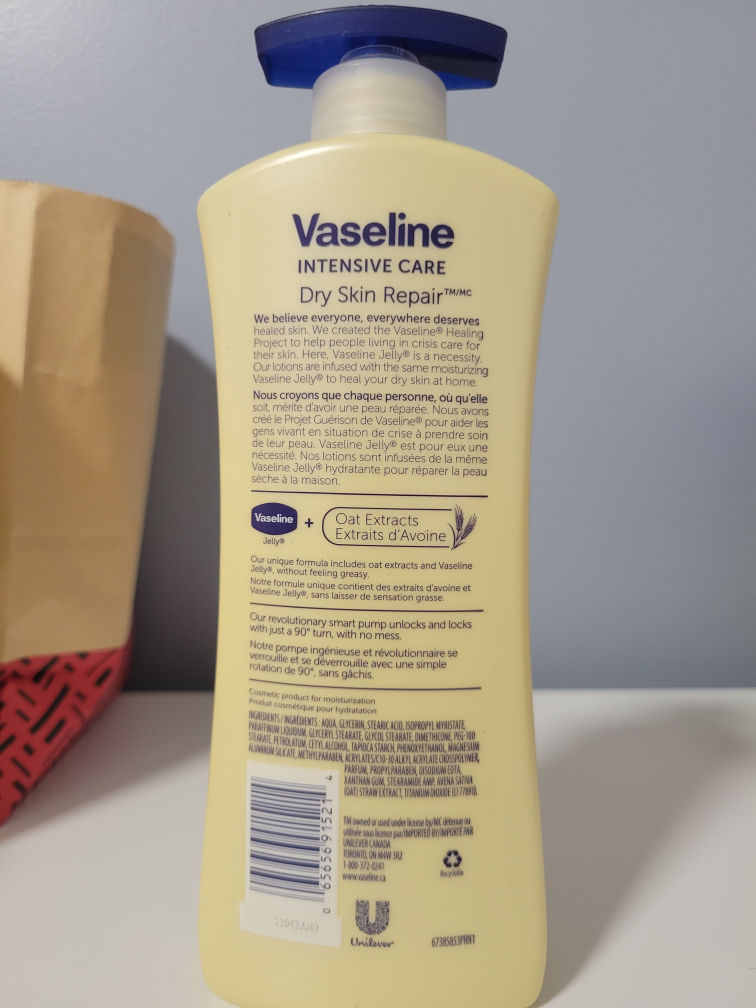 Vaseline
INTENSIVE CARE
Dry Skin Repair™/MC
We believe everyone, everywhere deserves
healed skin. We created the Vaseline® Healing
Project to help people living in crisis care for
their skin. Here, Vaseline Jelly® is a necessity.
Our lotions are infused with the same moisturizing
Vaseline Jelly® to heal your dry skin at home.
Nous croyons que chaque personne, où qu'elle
soit, mérite d'avoir une peau réparée. Nous avons
créé le Projet Guérison de Vaseline® pour aider les
gens vivant en situation de crise à prendre soin
de leur peau. Vaseline Jelly® est pour eux une
nécessité. Nos lotions sont infusées de la même
Vaseline Jelly® hydratante pour réparer la peau
sèche à la maison.
Vaseline
Jelly®
+
Oat Extracts
Extraits d'Avoine
Our unique formula includes oat extracts and Vaseline
Jelly®, without feeling greasy.
Notre formule unique contient des extraits d'avoine et
Vaseline Jelly®, sans laisser de sensation grasse.
Our revolutionary smart pump unlocks and locks
with just a 90° turn, with no mess.
Notre pompe ingénieuse et révolutionnaire se
verrouille et se déverrouille avec une simple
rotation de 90°, sans gâchis.
Cosmetic product for moisturization
Produit cosmétique pour hydratation
INGREDIENTS / INGRÉDIENTS : AQUA, GLYCERIN, STEARIC ACID, ISOPROPYL MYRISTATE,
PARAFFINUM LIQUIDUM, GLYCERYL STEARATE, GLYCOL STEARATE, DIMETHICONE, PEG-100
STEARATE, PETROLATUM, CETYL ALCOHOL, TAPIOCA STARCH, PHENOXYETHANOL, MAGNESIUM
ALUMINUM SILICATE, METHYLPARABEN, ACRYLATES/C10-30 ALKYL ACRYLATE CROSSPOLYMER,
PARFUM, PROPYLPARABEN, DISODIUM EDTA,
XANTHAN GUM, STEARAMIDE AMP, AVENA SATIVA
(OAT) STRAW EXTRACT, TITANIUM DIOXIDE (CI 77891).
0 65656 91521 4
TM owned or used under license by/MC détenue ou
utilisée sous licence par/IMPORTED BY/IMPORTÉ PAR
UNILEVER CANADA
TORONTO, ON M4W 3R2
1-800-372-0241
www.vaseline.ca
Recyclable
Unilever
67385853PRNT